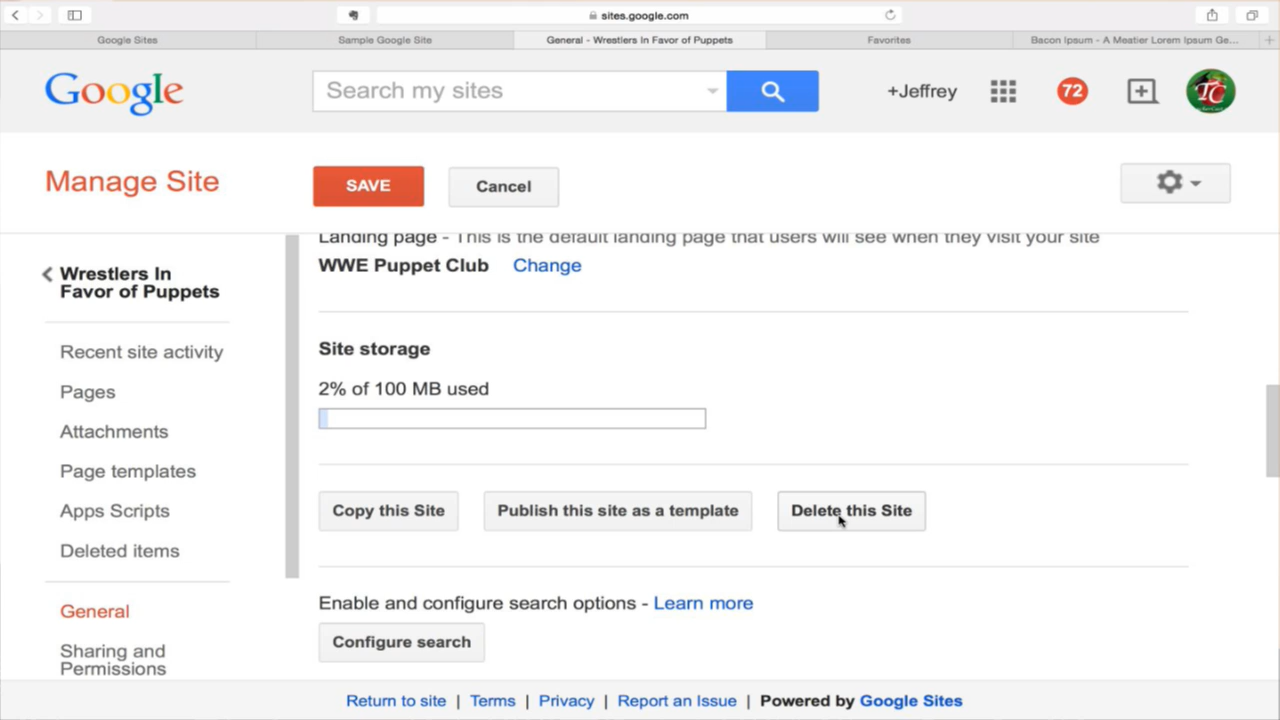 sites.google.com
Google Sites
Sample Google Site
General - Wrestlers In Favor of Puppets
Favorites
Bacon Ipsum - A Meatier Lorem Ipsum Ge...
Google
Search my sites
+Jeffrey
72
TC
Manage Site
SAVE
Cancel
Landing page - This is the default landing page that users will see when they visit your site
WWE Puppet Club Change
Wrestlers In
Favor of Puppets
Recent site activity
Pages
Attachments
Page templates
Apps Scripts
Deleted items
General
Sharing and
Permissions
Site storage
2% of 100 MB used
Copy this Site
Publish this site as a template
Delete this Site
Enable and configure search options - Learn more
Configure search
Return to site | Terms | Privacy | Report an Issue | Powered by Google Sites